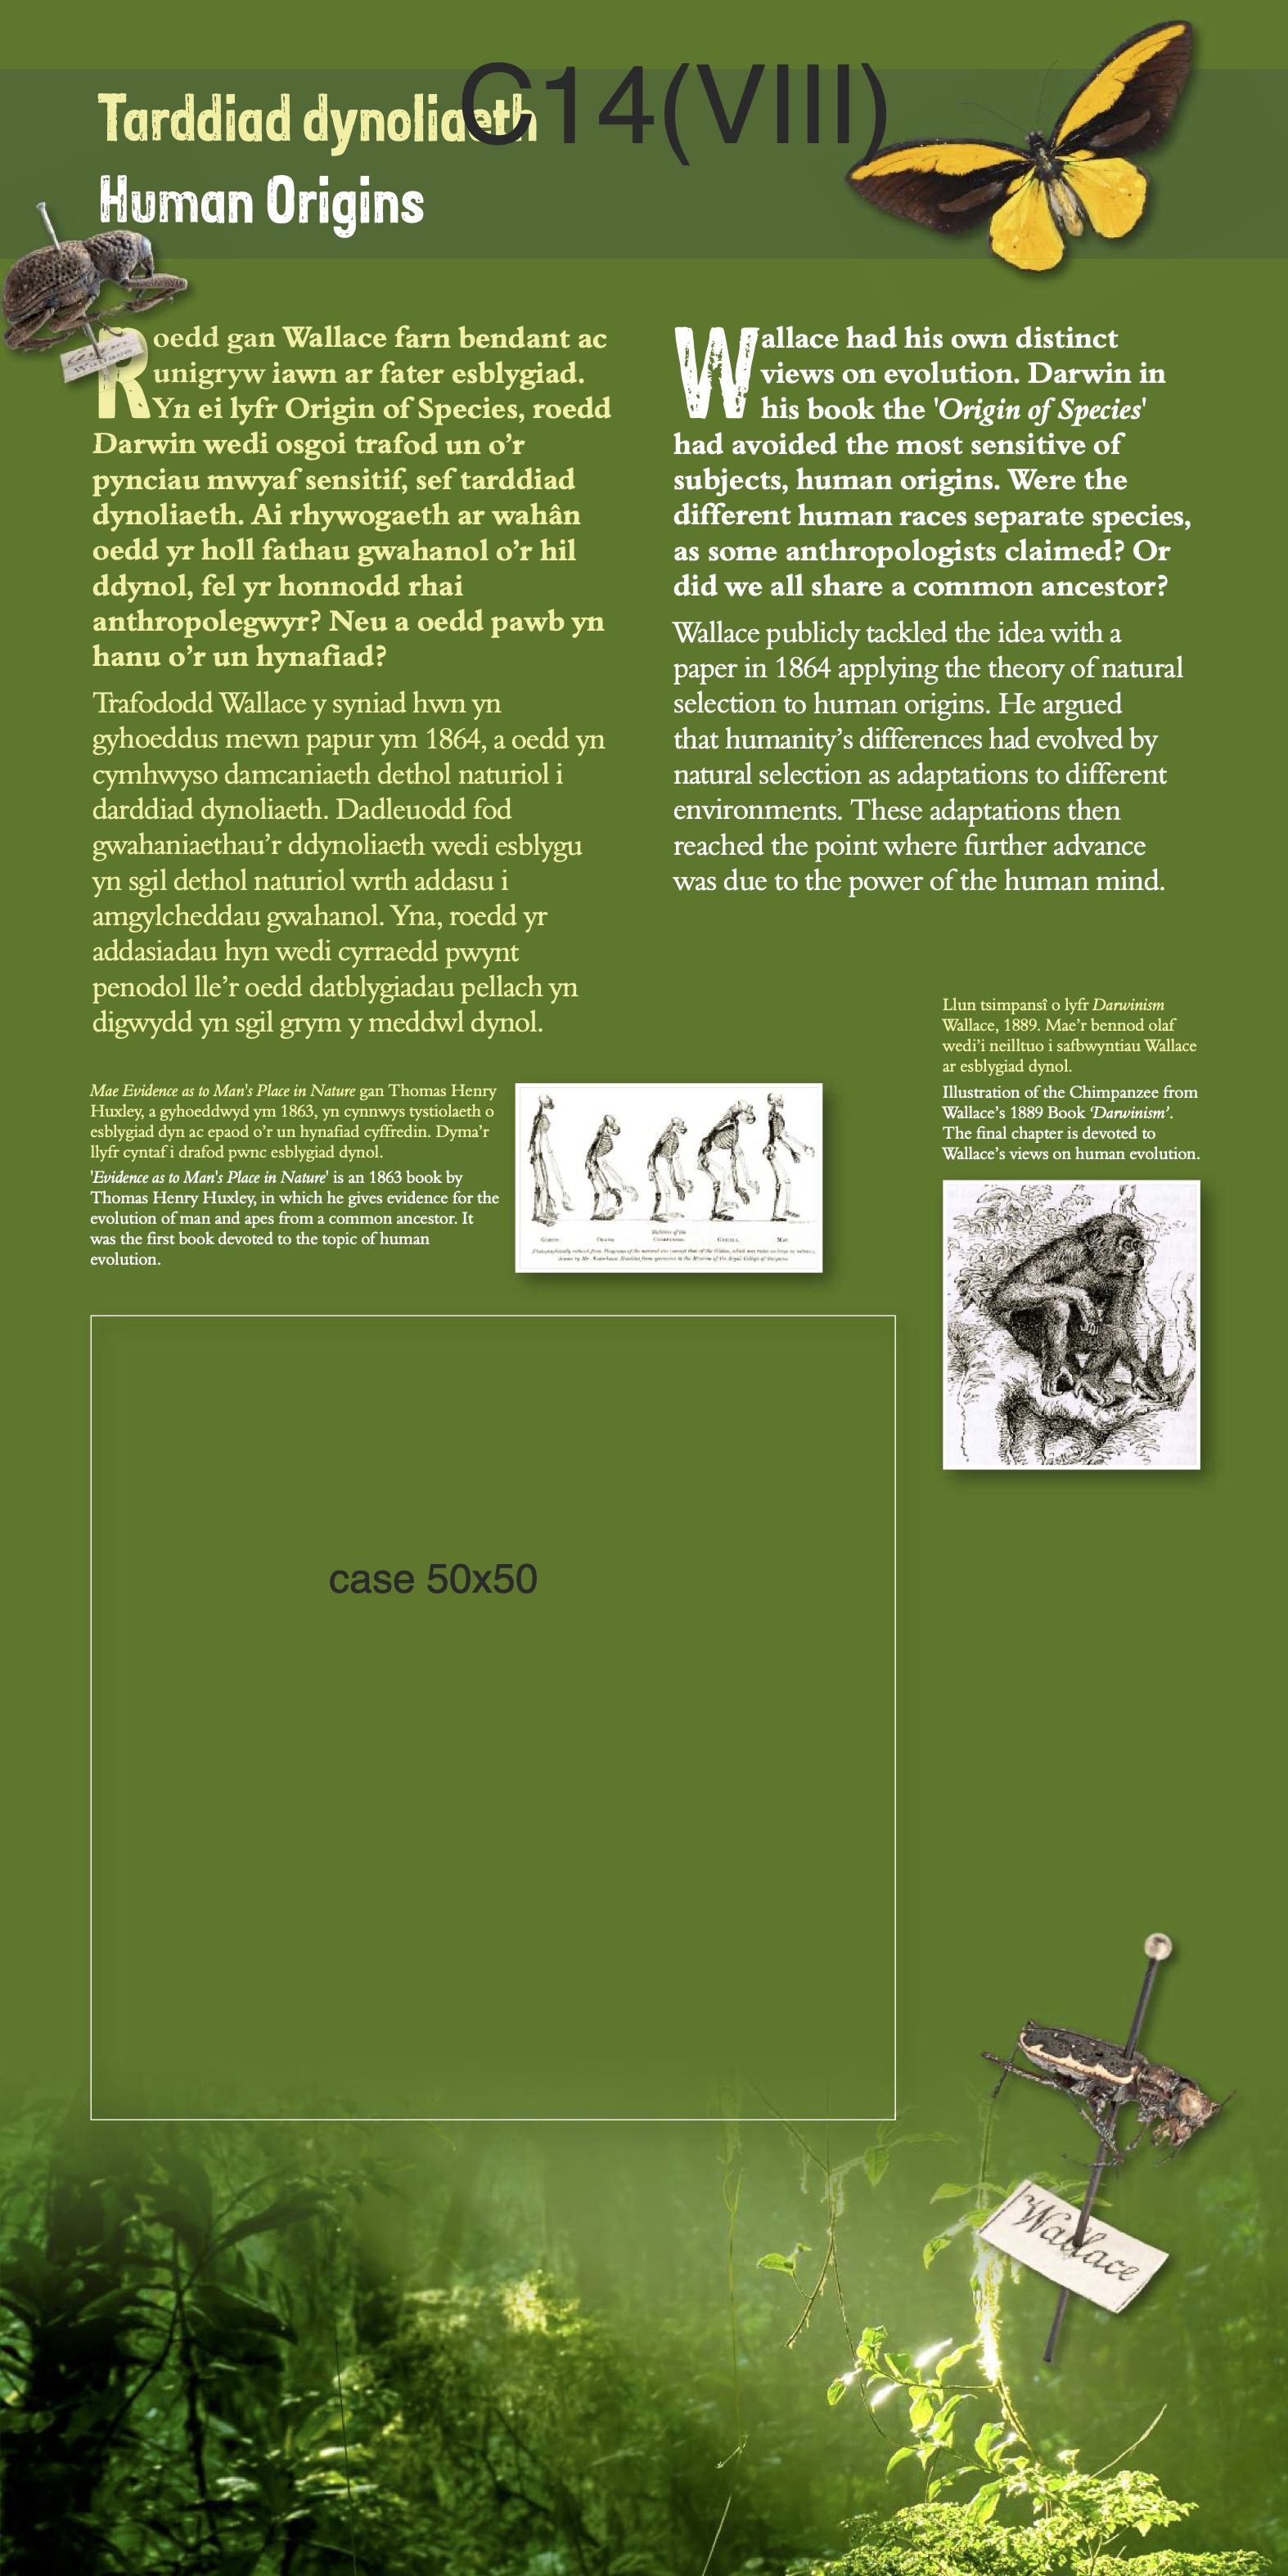 C14(VIII)
Tarddiad dynoliaeth
Human Origins
Roedd gan Wallace farn bendant ac
unigryw iawn ar fater esblygiad.
Yn ei lyfr Origin of Species, roedd
Darwin wedi osgoi trafod un o’r
pynciau mwyaf sensitif, sef tarddiad
dynoliaeth. Ai rhywogaeth ar wahân
oedd yr holl fathau gwahanol o’r hil
ddynol, fel yr honnodd rhai
anthropolegwyr? Neu a oedd pawb yn
hanu o’r un hynafiad?
Trafododd Wallace y syniad hwn yn
gyhoeddus mewn papur ym 1864, a oedd yn
cymhwyso damcaniaeth dethol naturiol i
darddiad dynoliaeth. Dadleuodd fod
gwahaniaethau’r ddynoliaeth wedi esblygu
yn sgil dethol naturiol wrth addasu i
amgylcheddau gwahanol. Yna, roedd yr
addasiadau hyn wedi cyrraedd pwynt
penodol lle’r oedd datblygiadau pellach yn
digwydd yn sgil grym y meddwl dynol.
Wallace had his own distinct
views on evolution. Darwin in
his book the 'Origin of Species'
had avoided the most sensitive of
subjects, human origins. Were the
different human races separate species,
as some anthropologists claimed? Or
did we all share a common ancestor?
Wallace publicly tackled the idea with a
paper in 1864 applying the theory of natural
selection to human origins. He argued
that humanity’s differences had evolved by
natural selection as adaptations to different
environments. These adaptations then
reached the point where further advance
was due to the power of the human mind.
Mae Evidence as to Man's Place in Nature gan Thomas Henry
Huxley, a gyhoeddwyd ym 1863, yn cynnwys tystiolaeth o
esblygiad dyn ac epaod o’r un hynafiad cyffredin. Dyma’r
llyfr cyntaf i drafod pwnc esblygiad dynol.
'Evidence as to Man's Place in Nature' is an 1863 book by
Thomas Henry Huxley, in which he gives evidence for the
evolution of man and apes from a common ancestor. It
was the first book devoted to the topic of human
evolution.
Skeletons of the
Gibbon. Orang. Chimpanzee. Gorilla. Man.
Llun tsimpansî o lyfr Darwinism
Wallace, 1889. Mae’r bennod olaf
wedi’i neilltuo i safbwyntiau Wallace
ar esblygiad dynol.
Illustration of the Chimpanzee from
Wallace’s 1889 Book ‘Darwinism’.
The final chapter is devoted to
Wallace’s views on human evolution.
case 50x50
Wallace